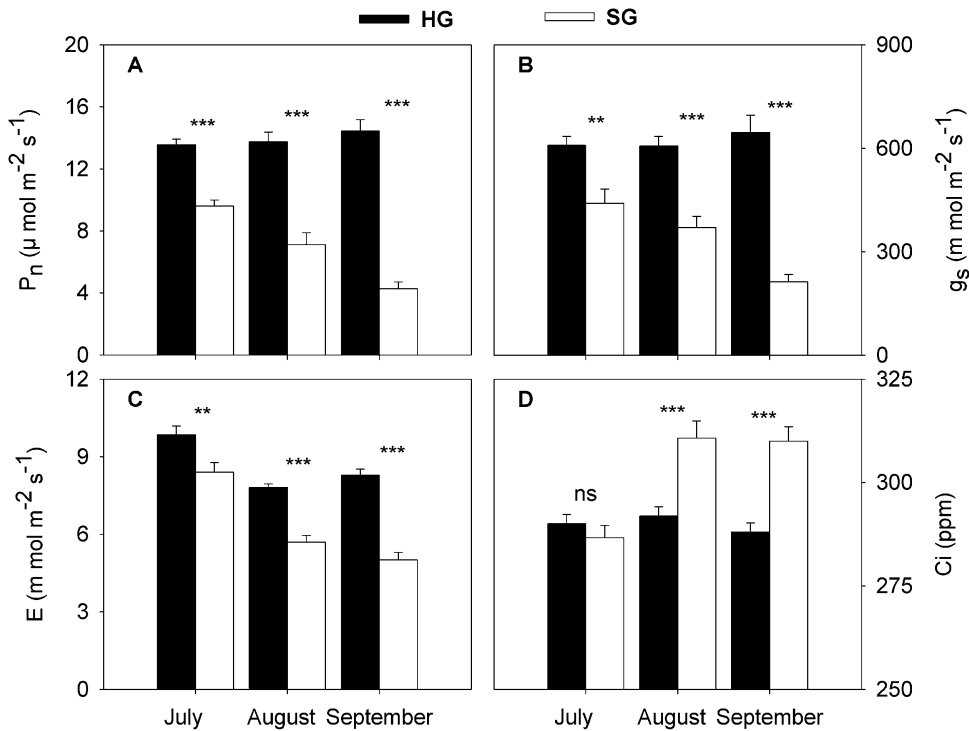 HG SG
A
***
***
***
20
16
12
8
4
0
Pn (μ mol m-2 s-1)
B
**
***
***
900
600
300
0
gs (m mol m-2 s-1)
C
**
***
***
12
9
6
3
0
E (m mol m-2 s-1)
July August September
D
ns
***
***
325
300
275
250
Ci (ppm)
July August September